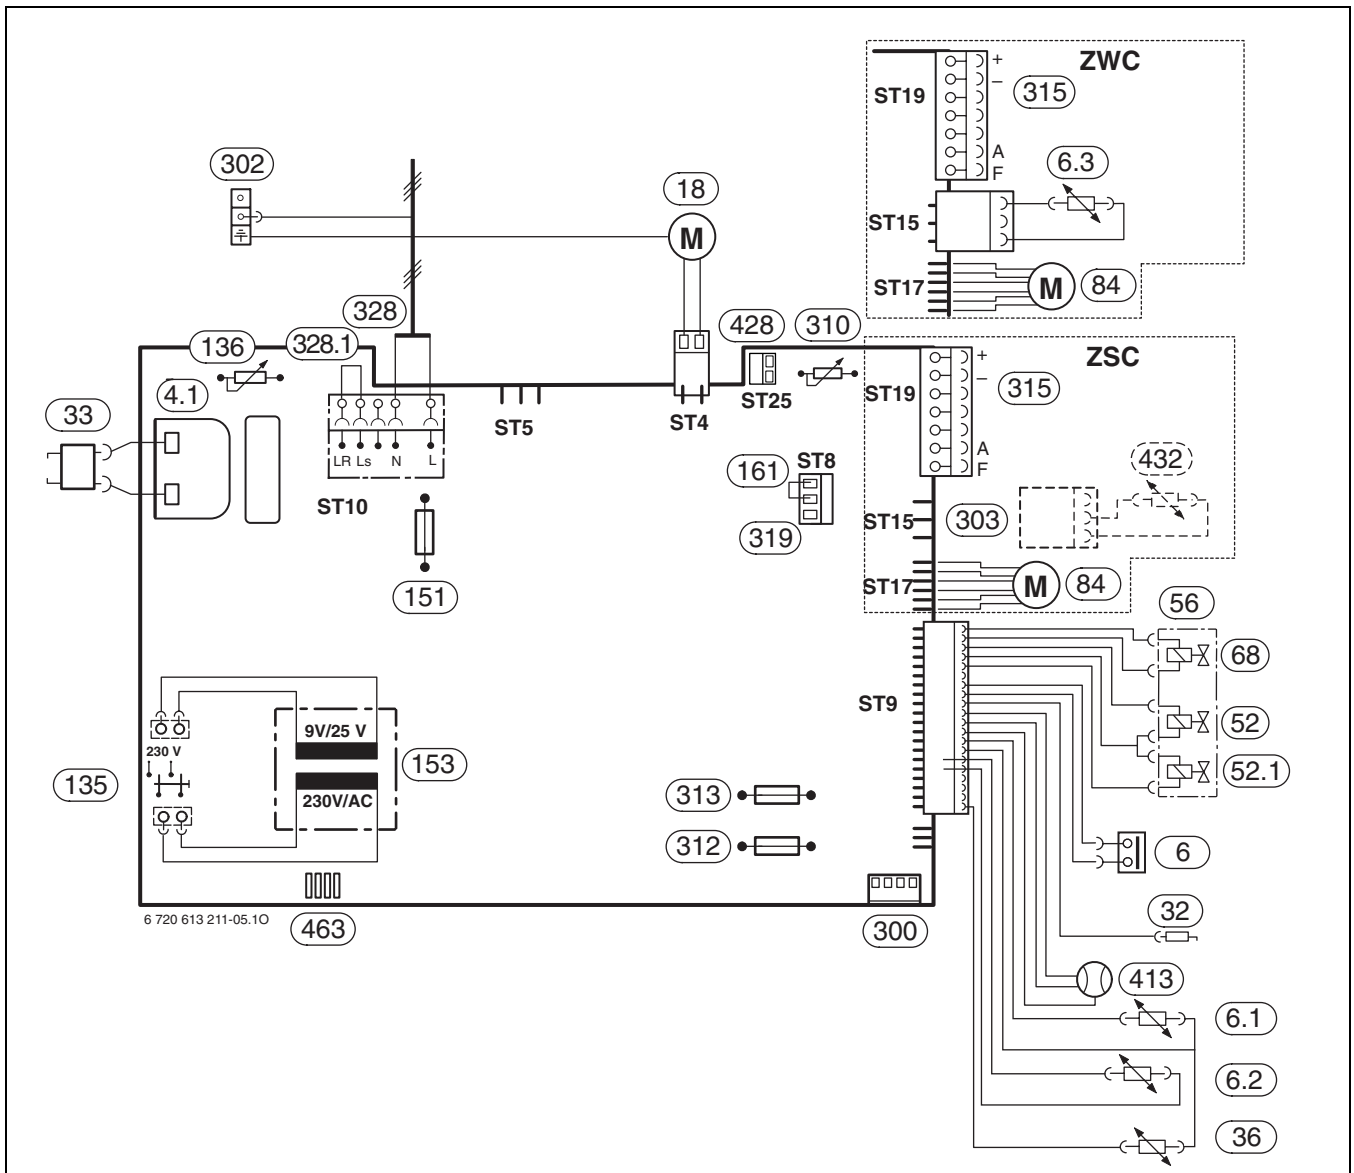 ZWC
+
–
ST19
315
A
F
6.3
ST15
ST17
M
84
302
18
M
328
428
310
136
328.1
4.1
33
ST5
ST4
ST25
ZSC
+
–
ST19
315
A
F
LR Ls N L
ST10
161
ST8
319
432
ST15
303
151
ST17
M
84
56
68
ST9
52
52.1
9V/25 V
230 V
153
135
230V/AC
313
312
6
6 720 613 211-05.1O
463
300
32
413
6.1
6.2
36